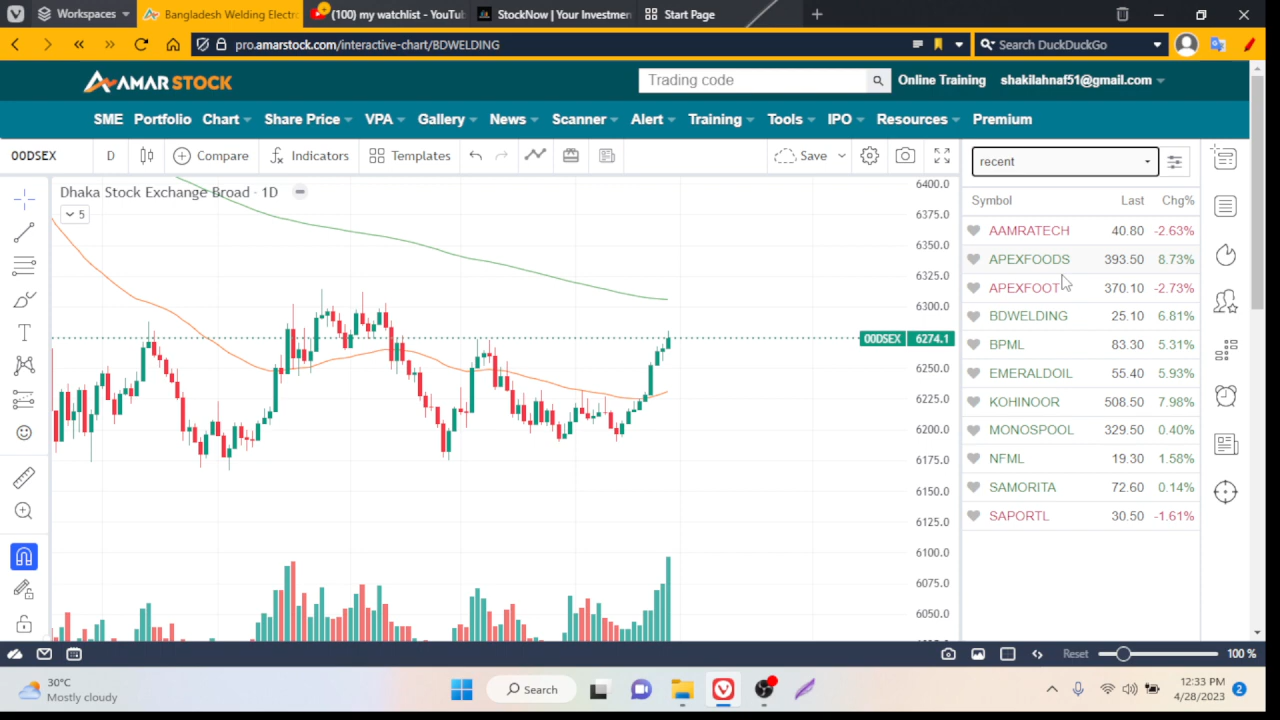 Workspaces
Bangladesh Welding Electr
(100) my watchlist - YouTu
StockNow | Your Investmen
Start Page
pro.amarstock.com/interactive-chart/BDWELDING
Search DuckDuckGo
AMAR STOCK
Trading code
Online Training
shakilahnaf51@gmail.com
SME Portfolio Chart Share Price VPA Gallery News Scanner Alert Training Tools IPO Resources Premium
00DSEX D Compare Indicators Templates Save
recent
Dhaka Stock Exchange Broad · 1D
5
Symbol Last Chg%
AAMRATECH 40.80 -2.63%
APEXFOODS 393.50 8.73%
APEXFOOT 370.10 -2.73%
BDWELDING 25.10 6.81%
BPML 83.30 5.31%
EMERALDOIL 55.40 5.93%
KOHINOOR 508.50 7.98%
MONOSPOOL 329.50 0.40%
NFML 19.30 1.58%
SAMORITA 72.60 0.14%
SAPORTL 30.50 -1.61%
6400.0
6375.0
6350.0
6325.0
6300.0
00DSEX 6274.1
6250.0
6225.0
6200.0
6175.0
6150.0
6125.0
6100.0
6075.0
6050.0
Reset 100 %
30°C
Mostly cloudy
Search
12:33 PM
4/28/2023
2